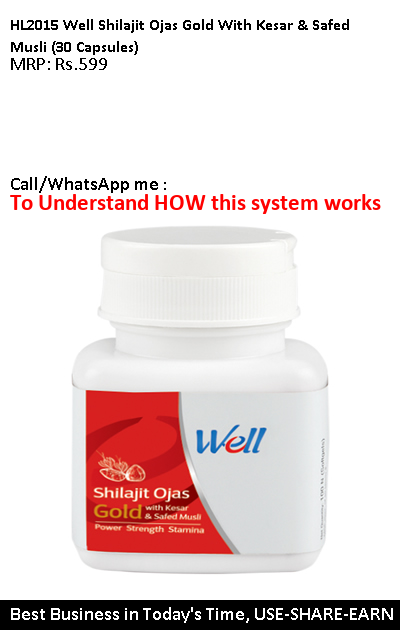 HL2015 Well Shilajit Ojas Gold With Kesar & Safed
Musli (30 Capsules)
MRP: Rs.599
Call/WhatsApp me :
To Understand HOW this system works
Well
Shilajit Ojas
Gold with Kesar
& Safed Musli
Power Strength Stamina
Best Business in Today's Time, USE-SHARE-EARN